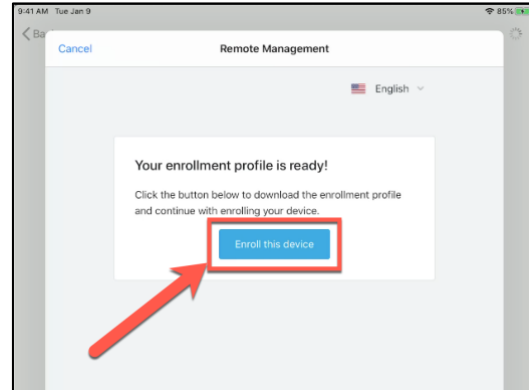 9:41 AM Tue Jan 9
85%
Ba
Cancel
Remote Management
English
Your enrollment profile is ready!
Click the button below to download the enrollment profile
and continue with enrolling your device.
Enroll this device